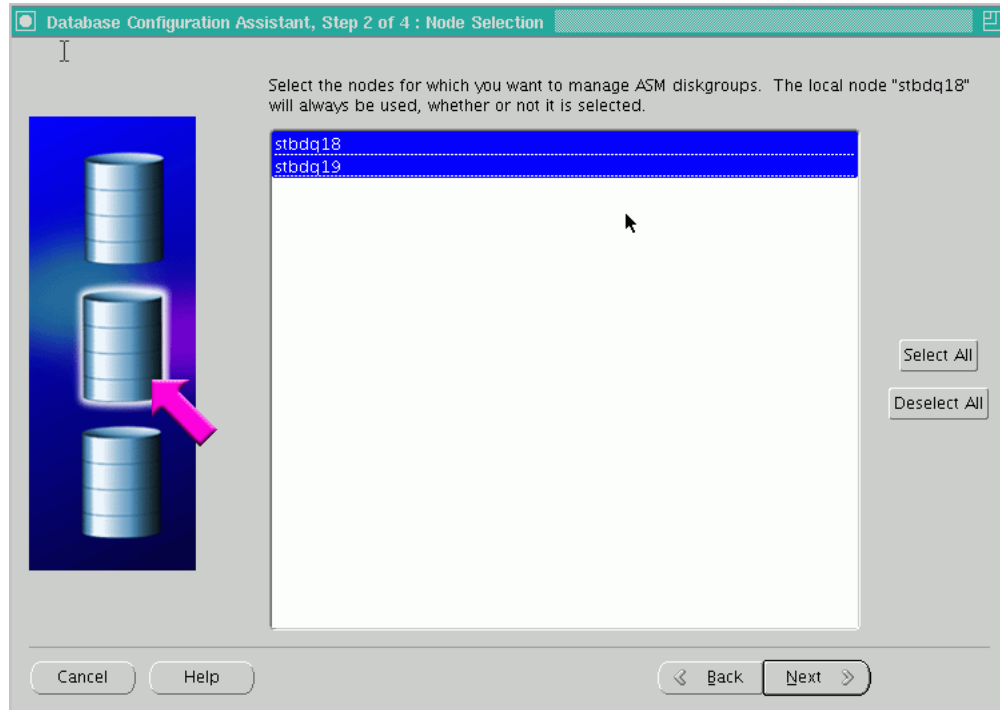 Database Configuration Assistant, Step 2 of 4 : Node Selection
Select the nodes for which you want to manage ASM diskgroups.  The local node "stbdq18"
will always be used, whether or not it is selected.
stbdq18
stbdq19
Select All
Deselect All
Cancel
Help
Back
Next